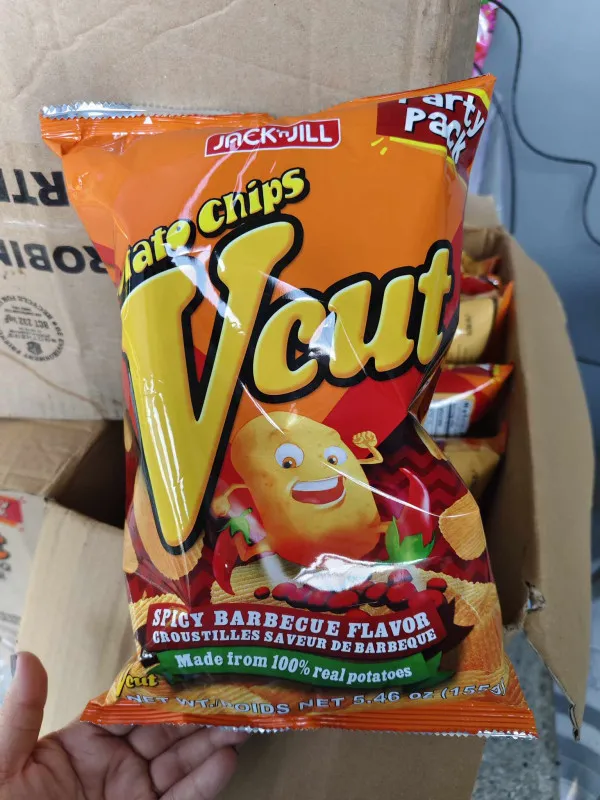 JACK 'n JILL
Party
Pack
Chips
Vcut
SPICY BARBECUE FLAVOR
CROUSTILLES SAVEUR DE BARBEQUE
Made from 100% real potatoes
Vcut
NET WT./POIDS NET 5.46 oz (155g)
ROBI